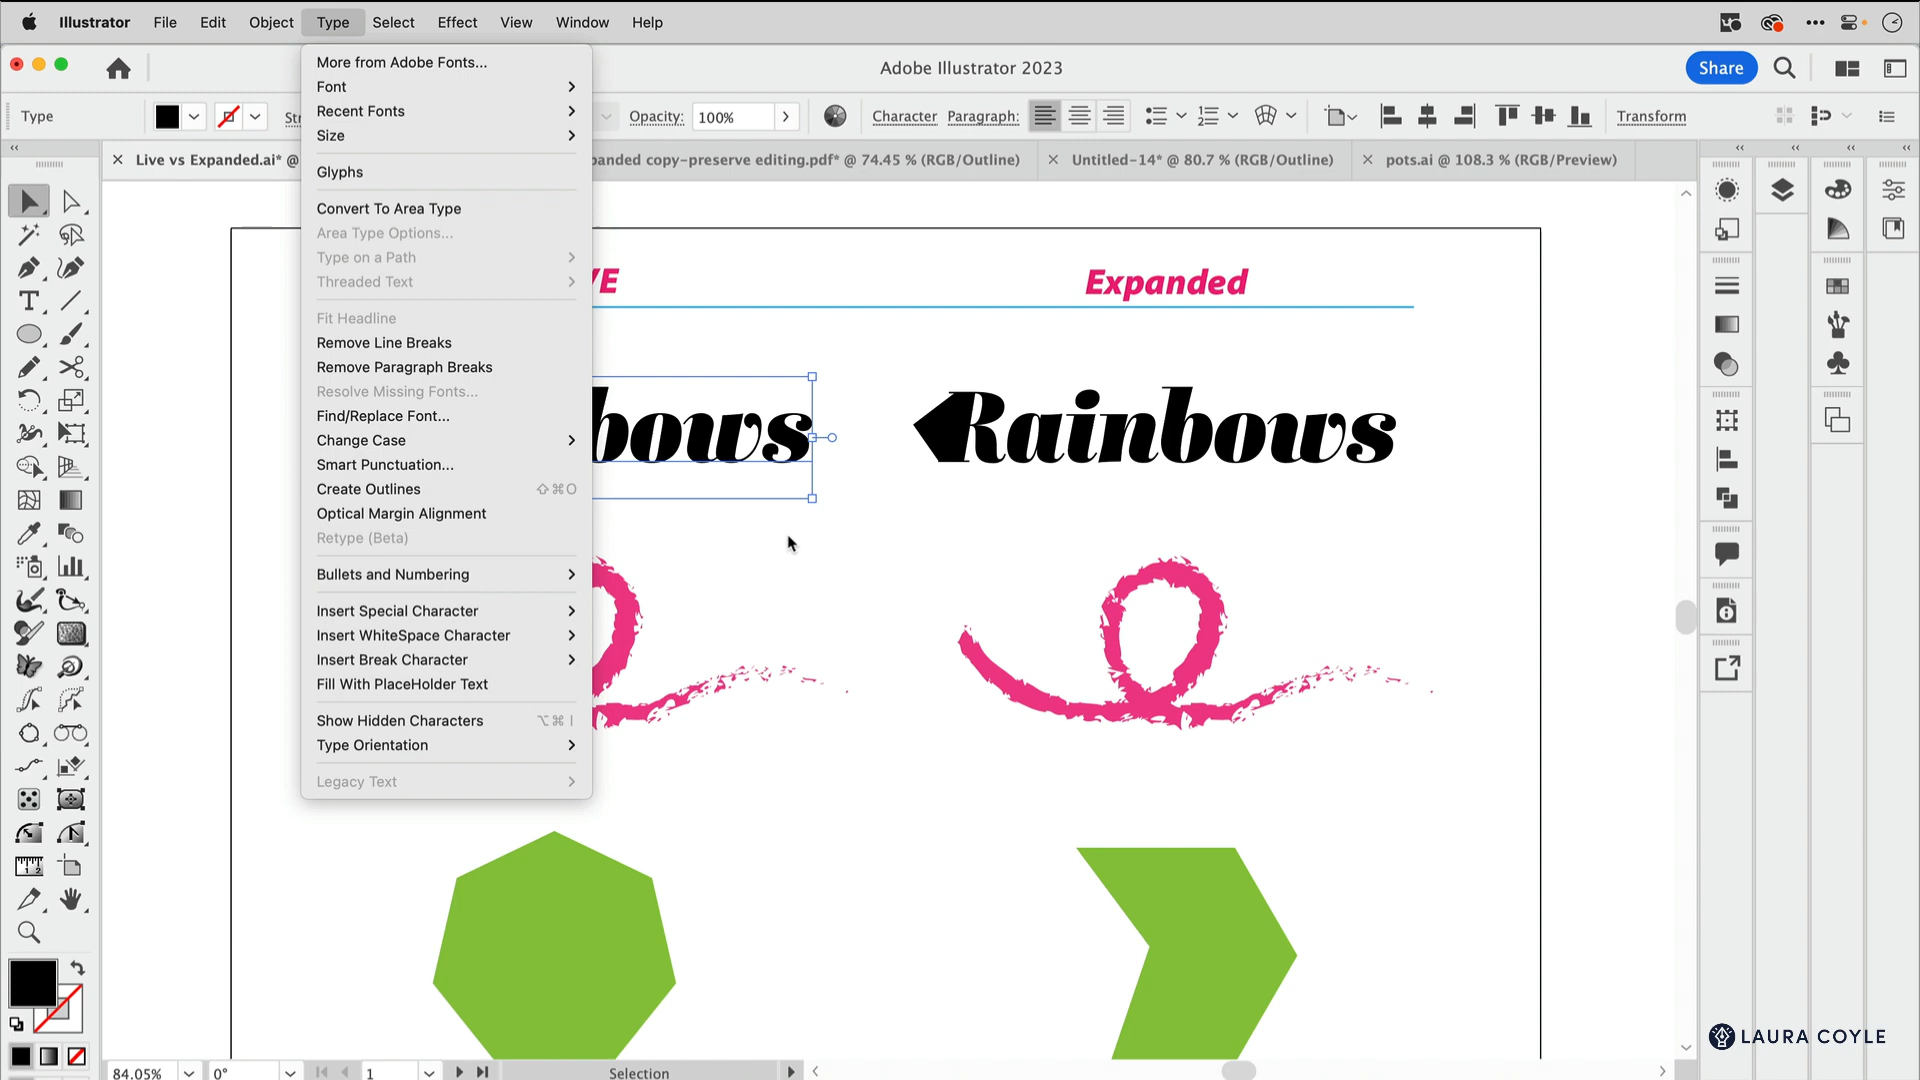 Illustrator File Edit Object Type Select Effect View Window Help
Adobe Illustrator 2023
Share
Type
Opacity: 100% Character Paragraph: Transform
Live vs Expanded.ai* @
panded copy-preserve editing.pdf* @ 74.45 % (RGB/Outline)
Untitled-14* @ 80.7 % (RGB/Outline)
pots.ai @ 108.3 % (RGB/Preview)
More from Adobe Fonts...
Font
Recent Fonts
Size
Glyphs
Convert To Area Type
Area Type Options...
Type on a Path
Threaded Text
Fit Headline
Remove Line Breaks
Remove Paragraph Breaks
Resolve Missing Fonts...
Find/Replace Font...
Change Case
Smart Punctuation...
Create Outlines ⇧⌘O
Optical Margin Alignment
Retype (Beta)
Bullets and Numbering
Insert Special Character
Insert WhiteSpace Character
Insert Break Character
Fill With PlaceHolder Text
Show Hidden Characters ⌥⌘I
Type Orientation
Legacy Text
Expanded
bows
Rainbows
LAURA COYLE
84.05% 0° 1 Selection